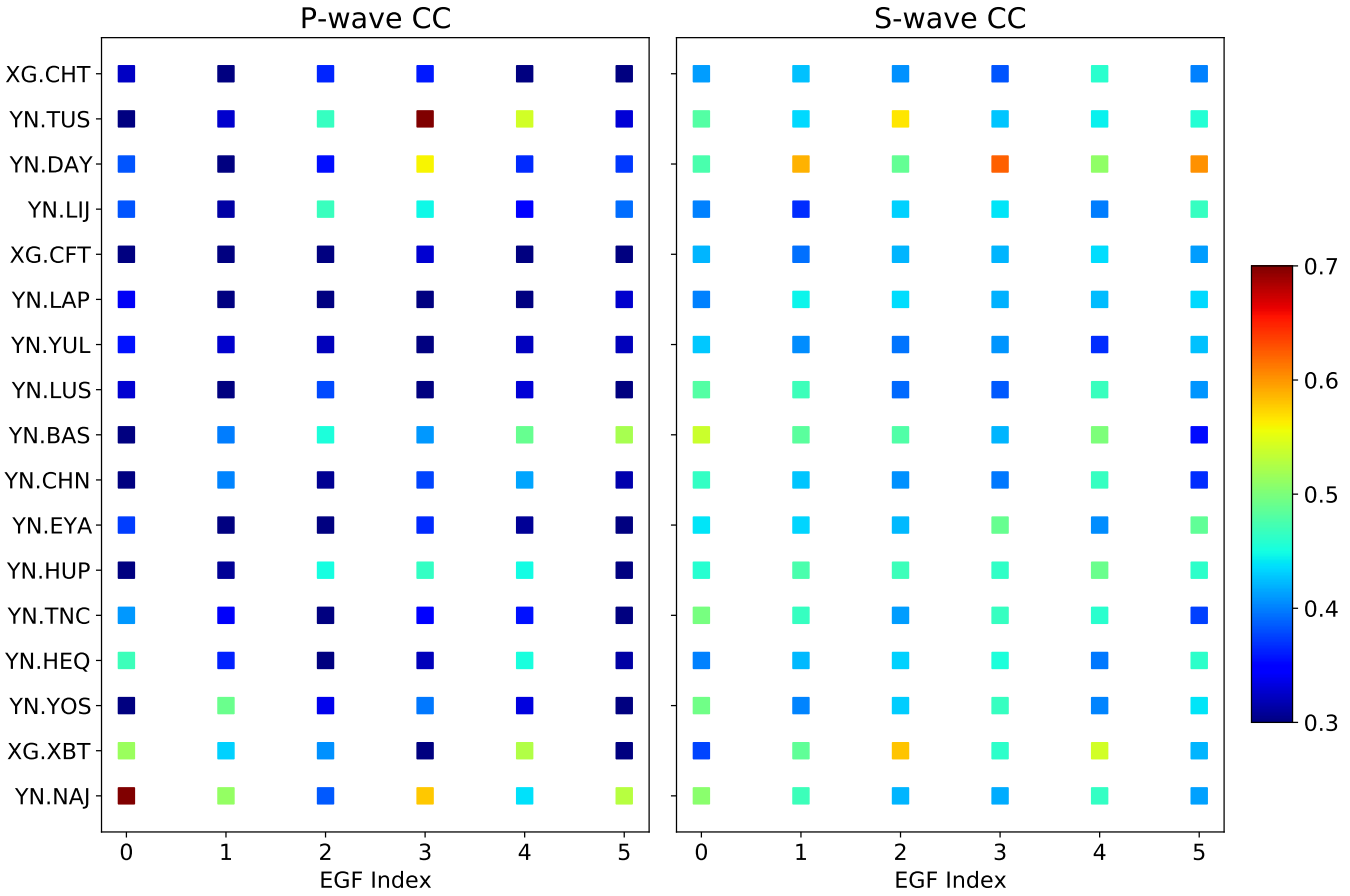 P-wave CC
S-wave CC
XG.CHT
YN.TUS
YN.DAY
YN.LIJ
XG.CFT
YN.LAP
YN.YUL
YN.LUS
YN.BAS
YN.CHN
YN.EYA
YN.HUP
YN.TNC
YN.HEQ
YN.YOS
XG.XBT
YN.NAJ
0 1 2 3 4 5
EGF Index
0 1 2 3 4 5
EGF Index
0.7
0.6
0.5
0.4
0.3